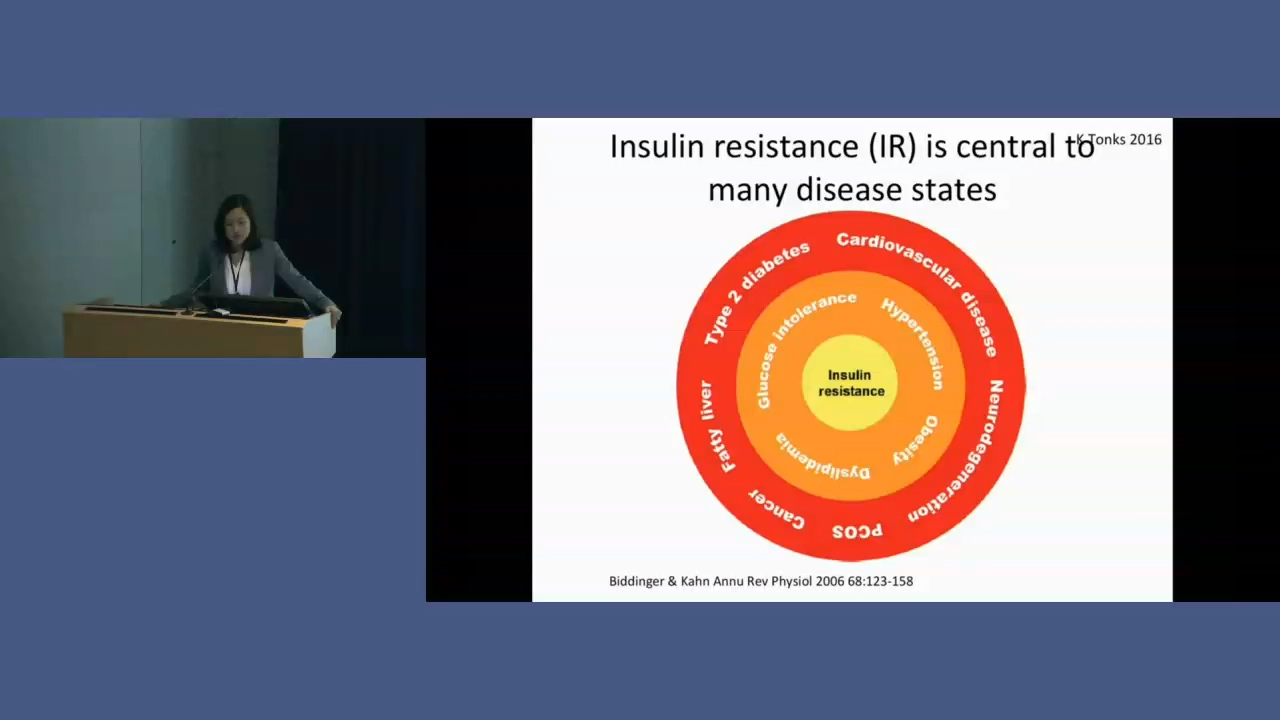 Insulin resistance (IR) is central to
many disease states
K Tonks 2016
Type 2 diabetes
Cardiovascular disease
Neurodegeneration
PCOS
Cancer
Fatty liver
Glucose intolerance
Hypertension
Obesity
Dyslipidemia
Insulin
resistance
Biddinger & Kahn Annu Rev Physiol 2006 68:123-158